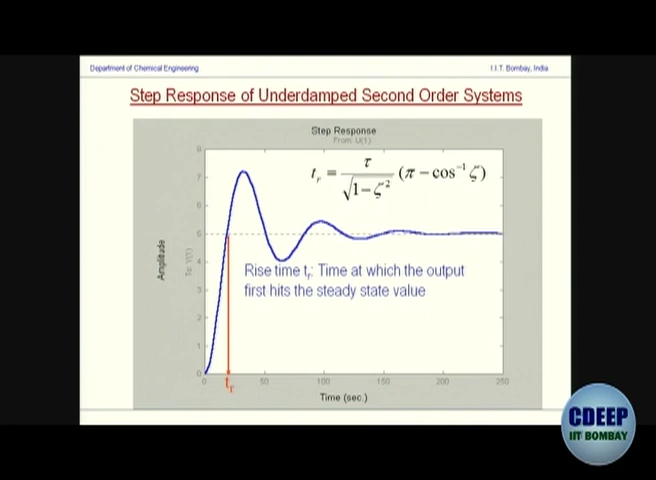 Department of Chemical Engineering
I.I.T. Bombay, India
Step Response of Underdamped Second Order Systems
Step Response
From: U(1)
t_r = τ / √(1−ζ²) (π − cos⁻¹ ζ)
Amplitude
To: Y(1)
8
7
6
5
4
3
2
1
0
Rise time t_r: Time at which the output
first hits the steady state value
0
50
100
150
200
250
t_r
Time (sec.)
CDEEP
IIT BOMBAY